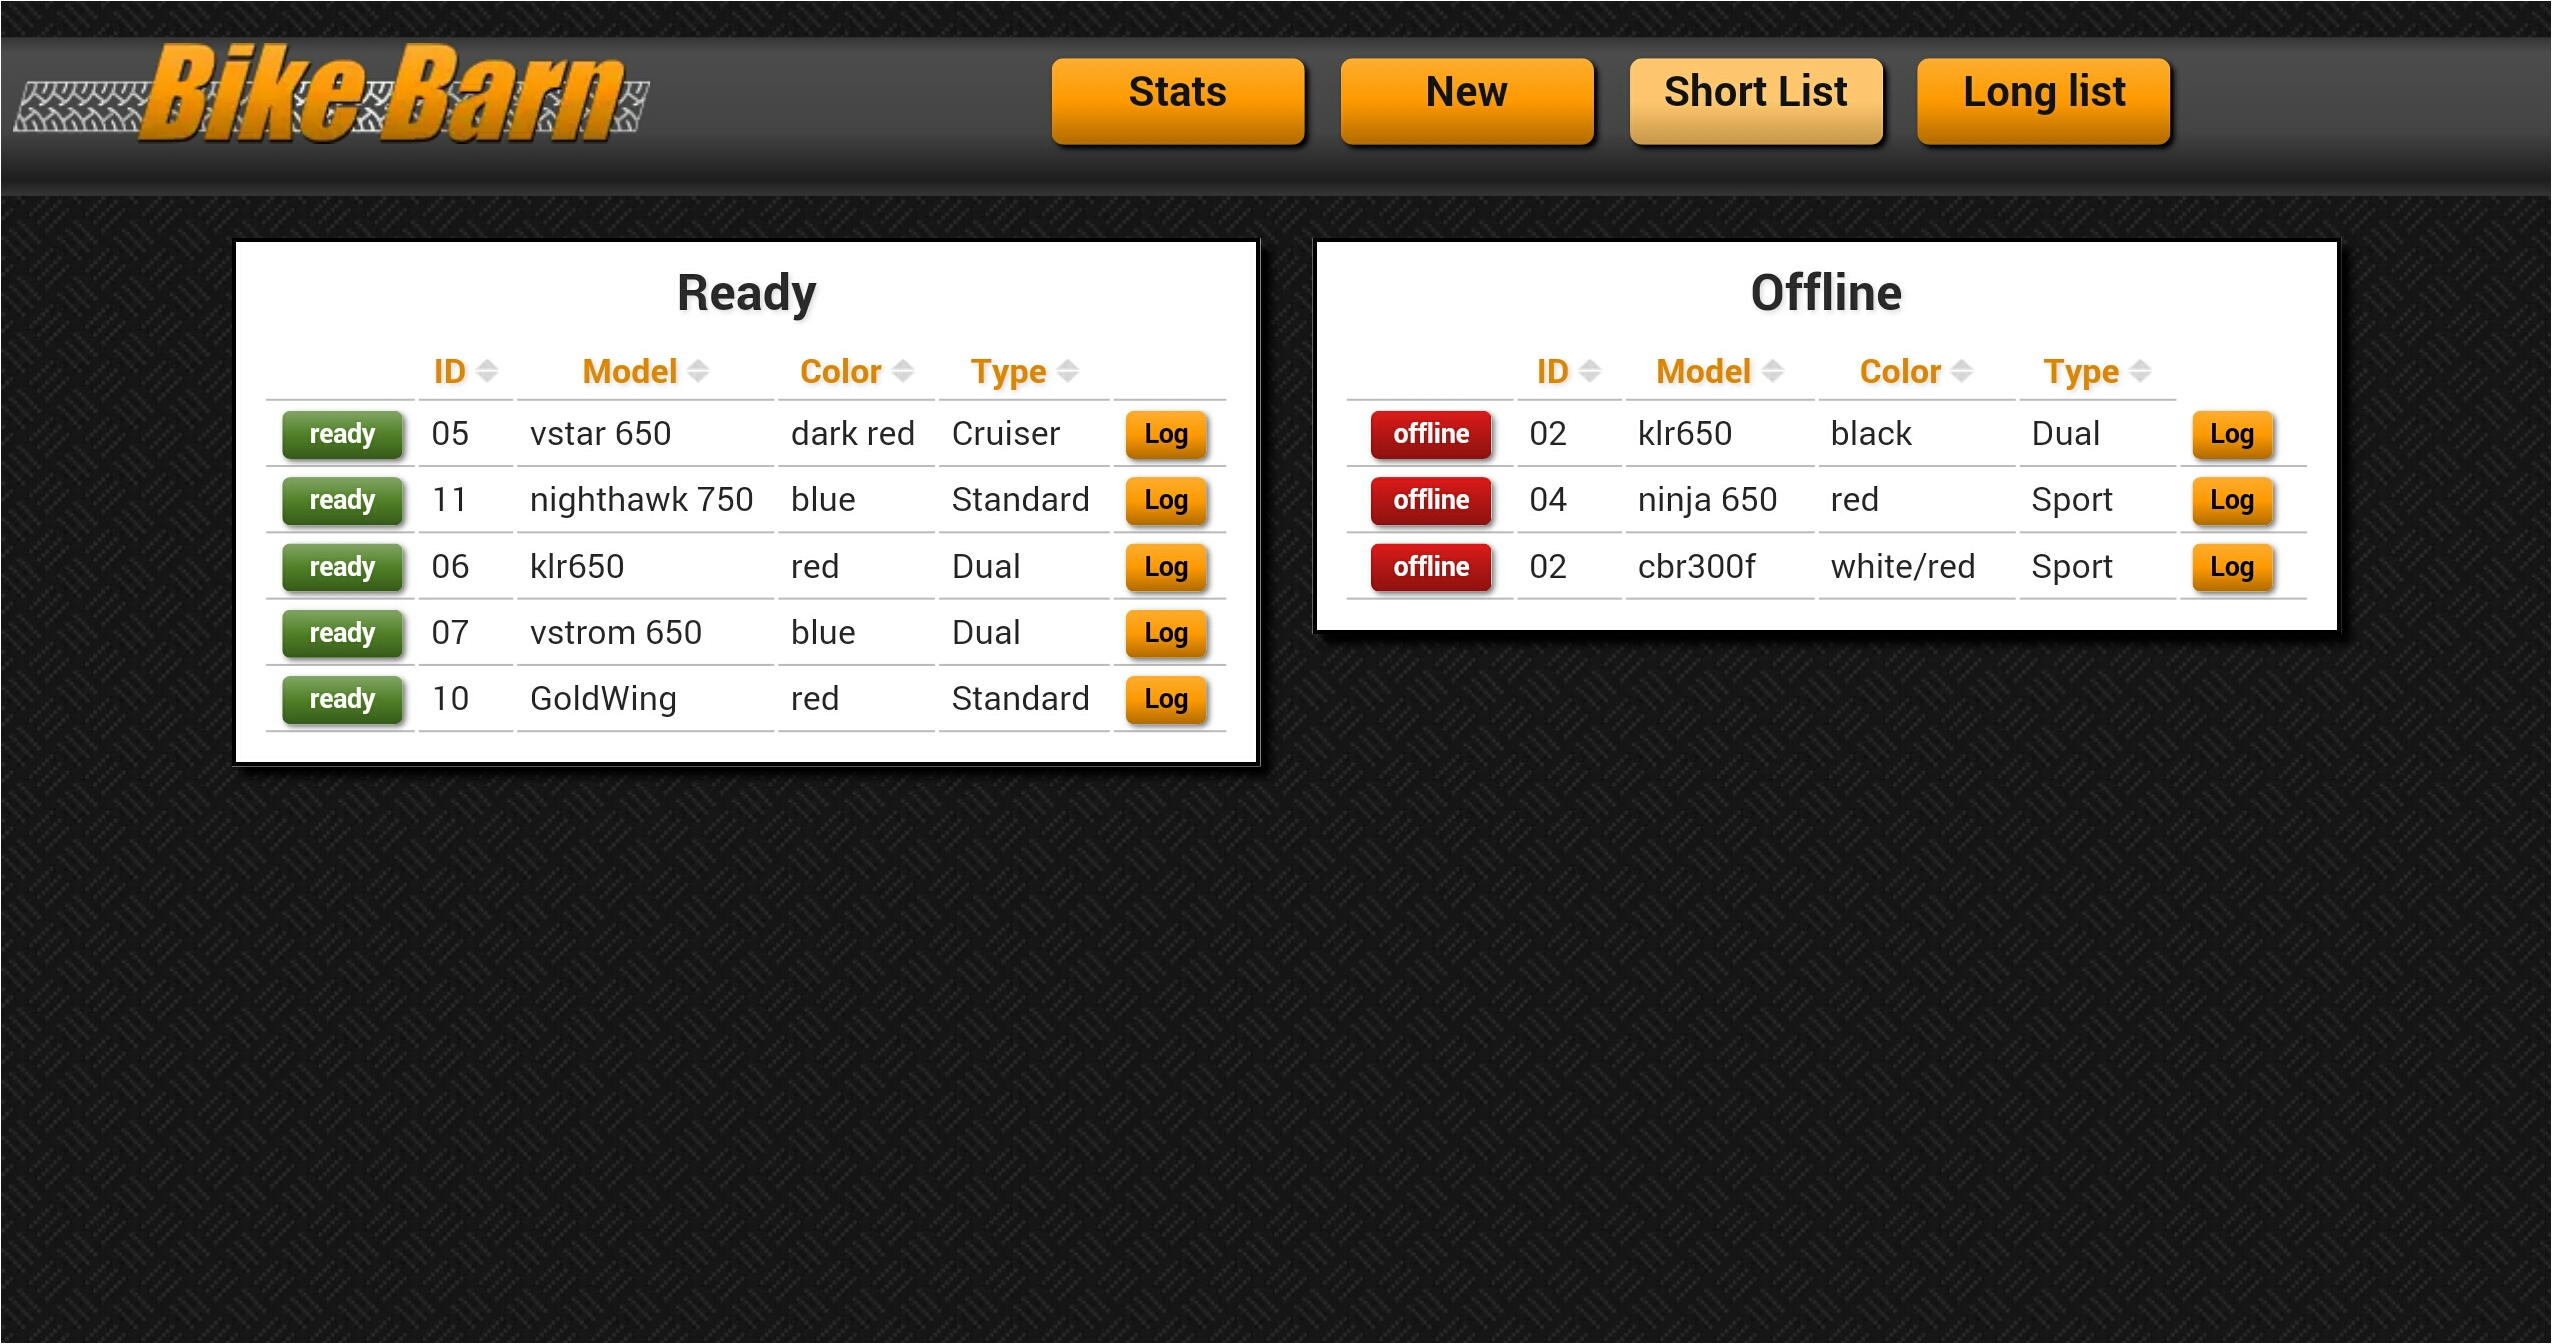 Bike Barn
Stats New Short List Long list
Ready
ID Model Color Type
ready 05 vstar 650 dark red Cruiser Log
ready 11 nighthawk 750 blue Standard Log
ready 06 klr650 red Dual Log
ready 07 vstrom 650 blue Dual Log
ready 10 GoldWing red Standard Log
Offline
ID Model Color Type
offline 02 klr650 black Dual Log
offline 04 ninja 650 red Sport Log
offline 02 cbr300f white/red Sport Log